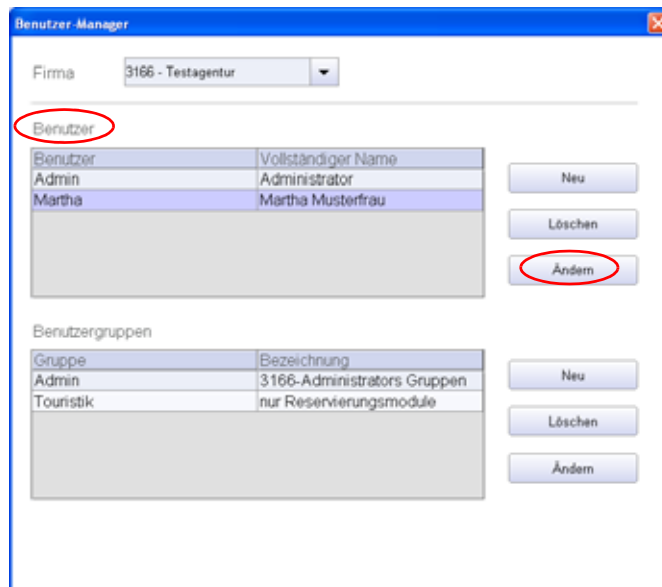 Benutzer-Manager
Firma 3166 - Testagentur
Benutzer
Benutzer Vollständiger Name
Admin Administrator
Martha Martha Musterfrau
Neu
Löschen
Ändern
Benutzergruppen
Gruppe Bezeichnung
Admin 3166-Administrators Gruppen
Touristik nur Reservierungsmodule
Neu
Löschen
Ändern